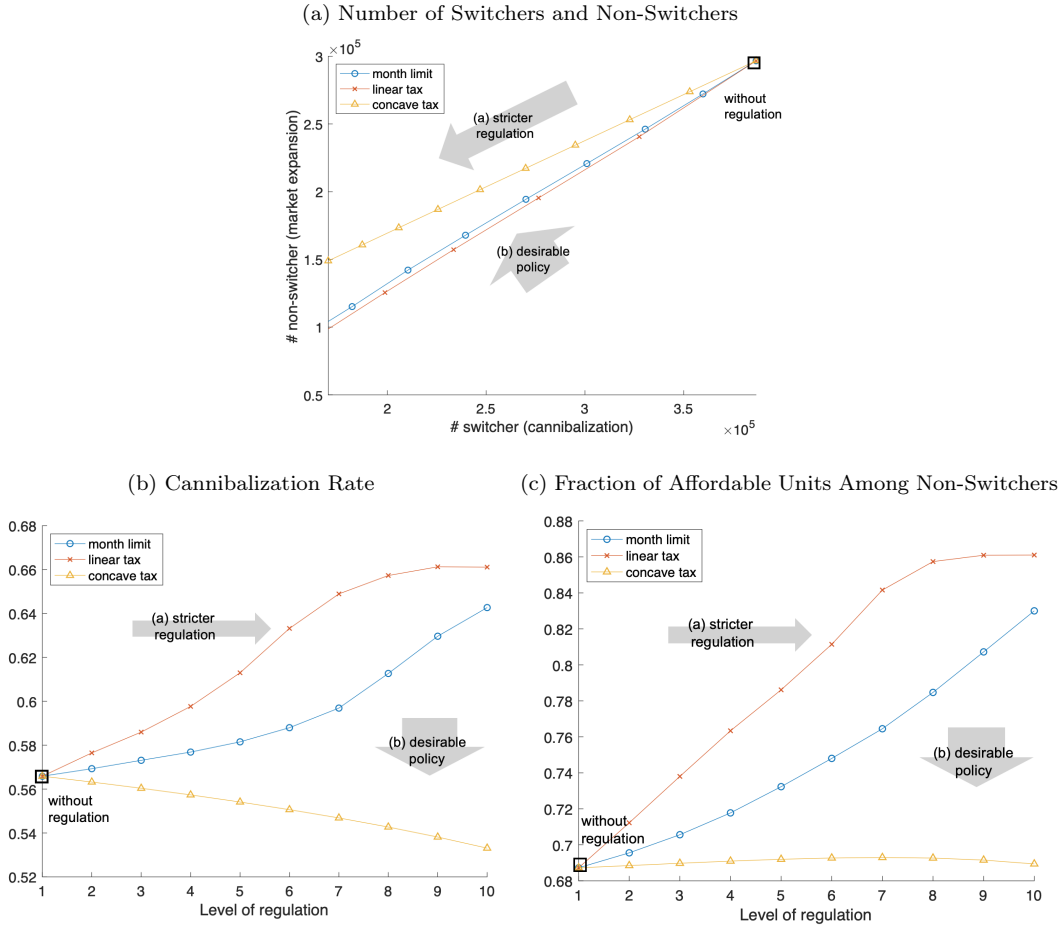 (a) Number of Switchers and Non-Switchers
×10⁵
3
2.5
2
1.5
1
0.5
# non-switcher (market expansion)
month limit
linear tax
concave tax
(a) stricter
regulation
without
regulation
(b) desirable
policy
2
2.5
3
3.5
×10⁵
# switcher (cannibalization)
(b) Cannibalization Rate
0.68
0.66
0.64
0.62
0.6
0.58
0.56
0.54
0.52
month limit
linear tax
concave tax
(a) stricter
regulation
(b) desirable
policy
without
regulation
1 2 3 4 5 6 7 8 9 10
Level of regulation
(c) Fraction of Affordable Units Among Non-Switchers
0.88
0.86
0.84
0.82
0.8
0.78
0.76
0.74
0.72
0.7
0.68
month limit
linear tax
concave tax
(a) stricter
regulation
(b) desirable
policy
without
regulation
1 2 3 4 5 6 7 8 9 10
Level of regulation